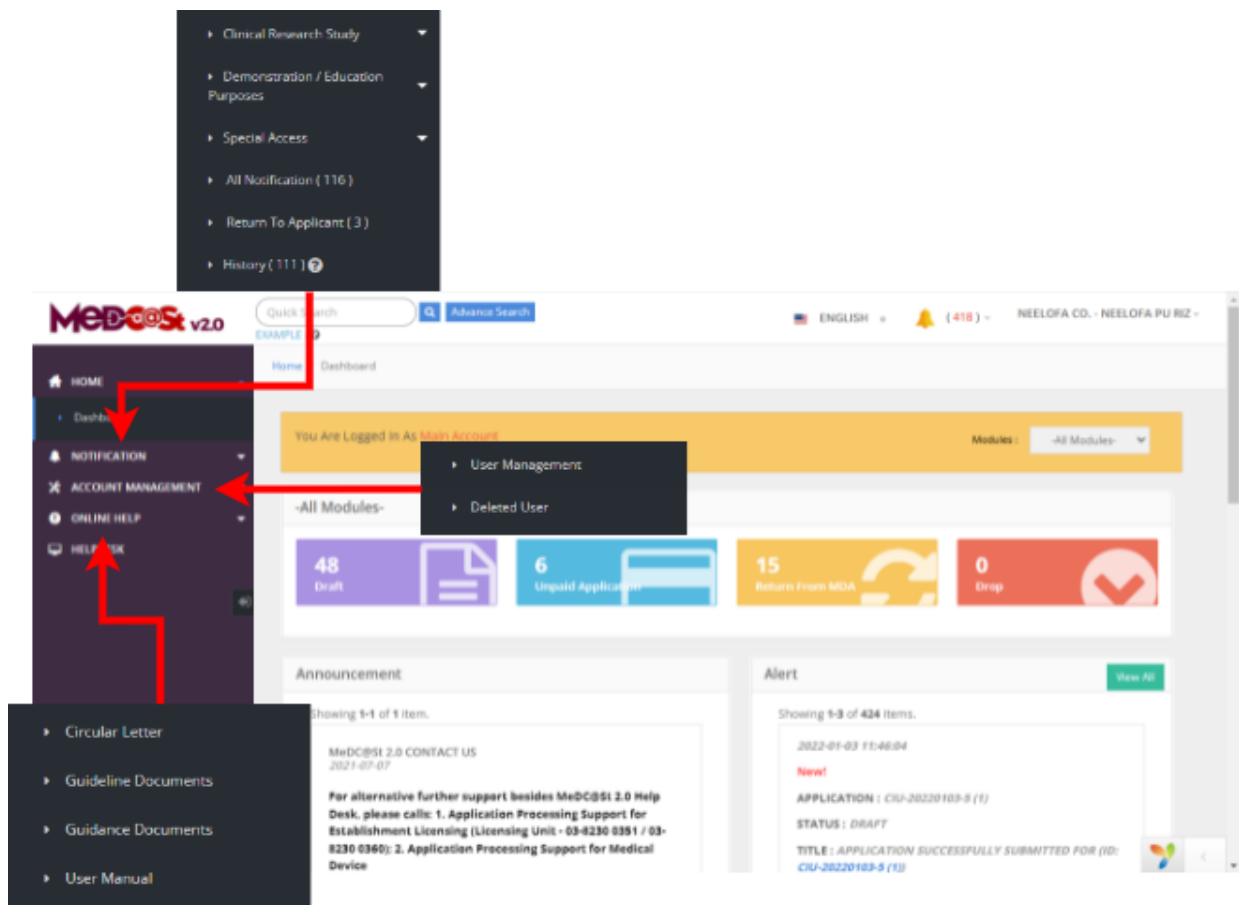 Clinical Research Study
Demonstration / Education
Purposes
Special Access
All Notification ( 116 )
Return To Applicant ( 3 )
History ( 111 )
MeDC@St v2.0
Quick Search
Advance Search
ENGLISH
( 418 )
NEELOFA CO. - NEELOFA PU RIZ
Home
Dashboard
HOME
NOTIFICATION
ACCOUNT MANAGEMENT
ONLINE HELP
You Are Logged In As Main Account
Modules :
-All Modules-
User Management
Deleted User
-All Modules-
48
Draft
6
Unpaid Application
15
Return From MDA
0
Drop
Announcement
Showing 1-1 of 1 item.
MeDC@St 2.0 CONTACT US
2021-07-07
For alternative further support besides MeDC@St 2.0 Help
Desk, please calls: 1. Application Processing Support for
Establishment Licensing (Licensing Unit - 03-8230 0351 / 03-
8230 0360); 2. Application Processing Support for Medical
Device
Alert
View All
Showing 1-3 of 424 items.
2022-01-03 11:46:04
New!
APPLICATION : CIU-20220103-5 (1)
STATUS : DRAFT
TITLE : APPLICATION SUCCESSFULLY SUBMITTED FOR (ID:
CIU-20220103-5 (1))
Circular Letter
Guideline Documents
Guidance Documents
User Manual